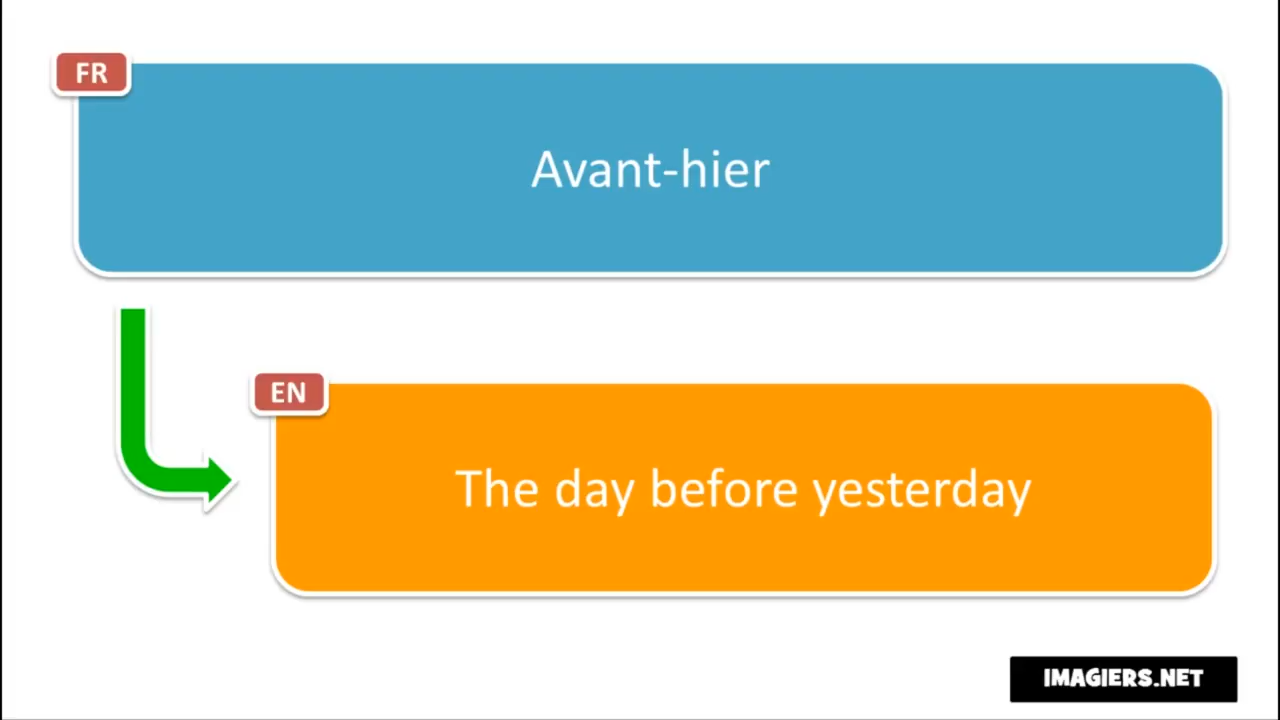 FR
Avant-hier
EN
The day before yesterday
IMAGIERS.NET